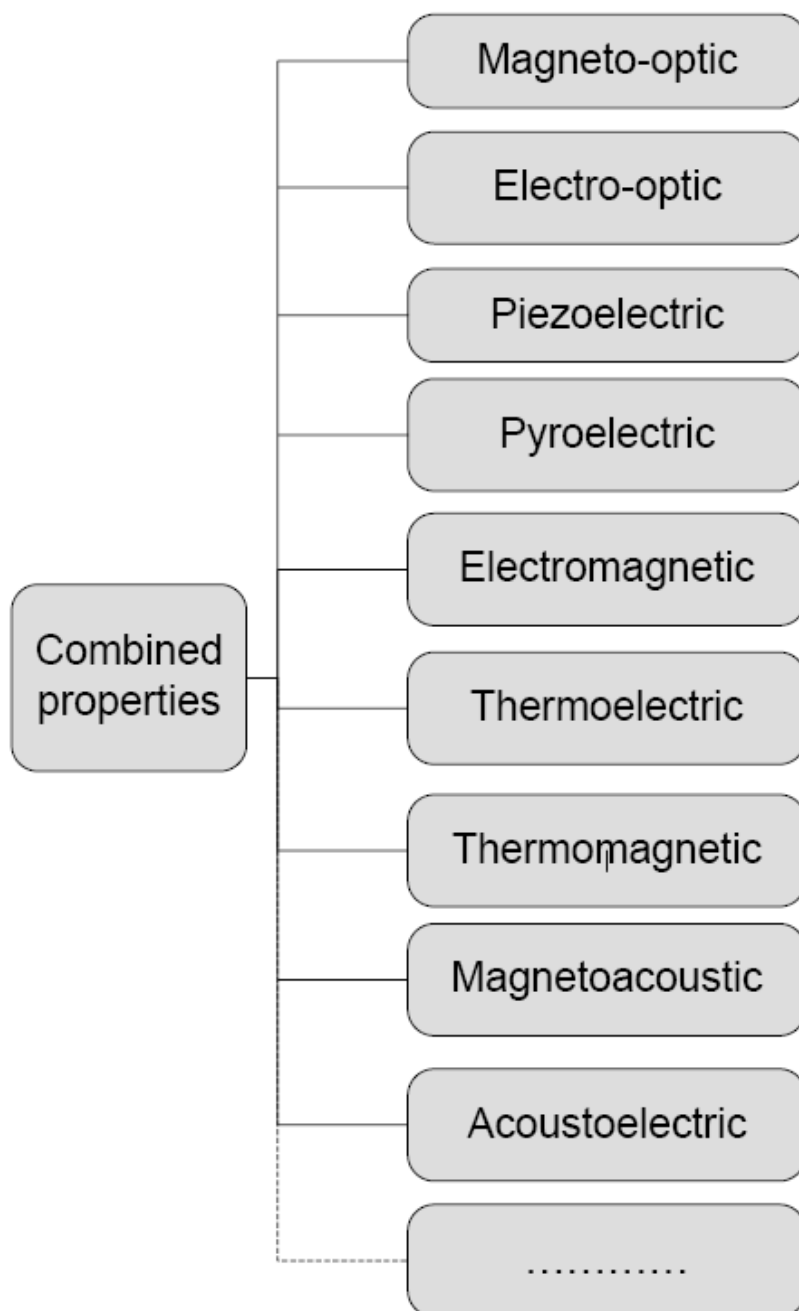 Magneto-optic
Electro-optic
Piezoelectric
Pyroelectric
Electromagnetic
Combined
properties
Thermoelectric
Thermomagnetic
Magnetoacoustic
Acoustoelectric
............